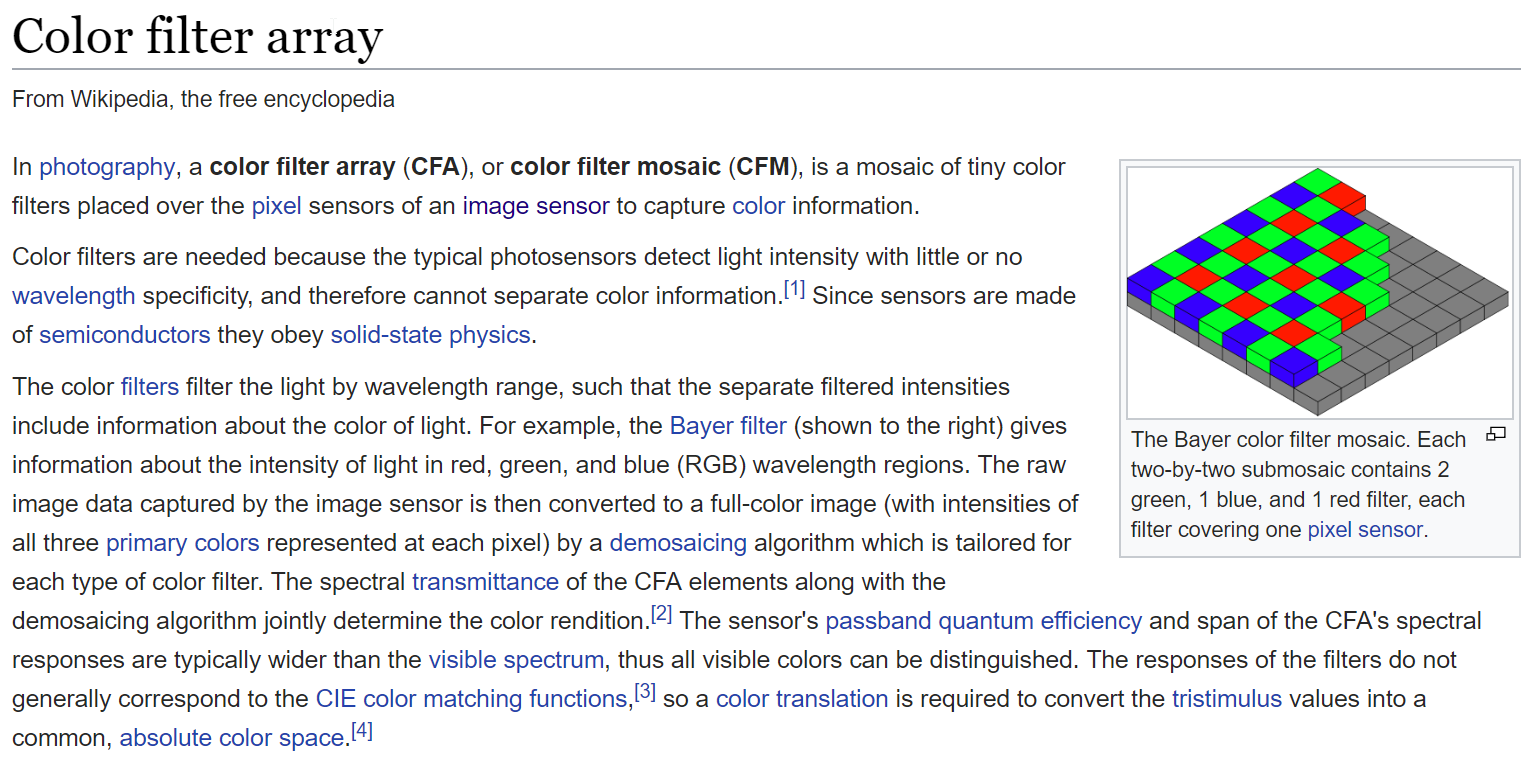 Color filter array
From Wikipedia, the free encyclopedia
In photography, a color filter array (CFA), or color filter mosaic (CFM), is a mosaic of tiny color
filters placed over the pixel sensors of an image sensor to capture color information.
Color filters are needed because the typical photosensors detect light intensity with little or no
wavelength specificity, and therefore cannot separate color information.[1] Since sensors are made
of semiconductors they obey solid-state physics.
The color filters filter the light by wavelength range, such that the separate filtered intensities
include information about the color of light. For example, the Bayer filter (shown to the right) gives
information about the intensity of light in red, green, and blue (RGB) wavelength regions. The raw
image data captured by the image sensor is then converted to a full-color image (with intensities of
all three primary colors represented at each pixel) by a demosaicing algorithm which is tailored for
each type of color filter. The spectral transmittance of the CFA elements along with the
demosaicing algorithm jointly determine the color rendition.[2] The sensor's passband quantum efficiency and span of the CFA's spectral
responses are typically wider than the visible spectrum, thus all visible colors can be distinguished. The responses of the filters do not
generally correspond to the CIE color matching functions,[3] so a color translation is required to convert the tristimulus values into a
common, absolute color space.[4]
The Bayer color filter mosaic. Each
two-by-two submosaic contains 2
green, 1 blue, and 1 red filter, each
filter covering one pixel sensor.